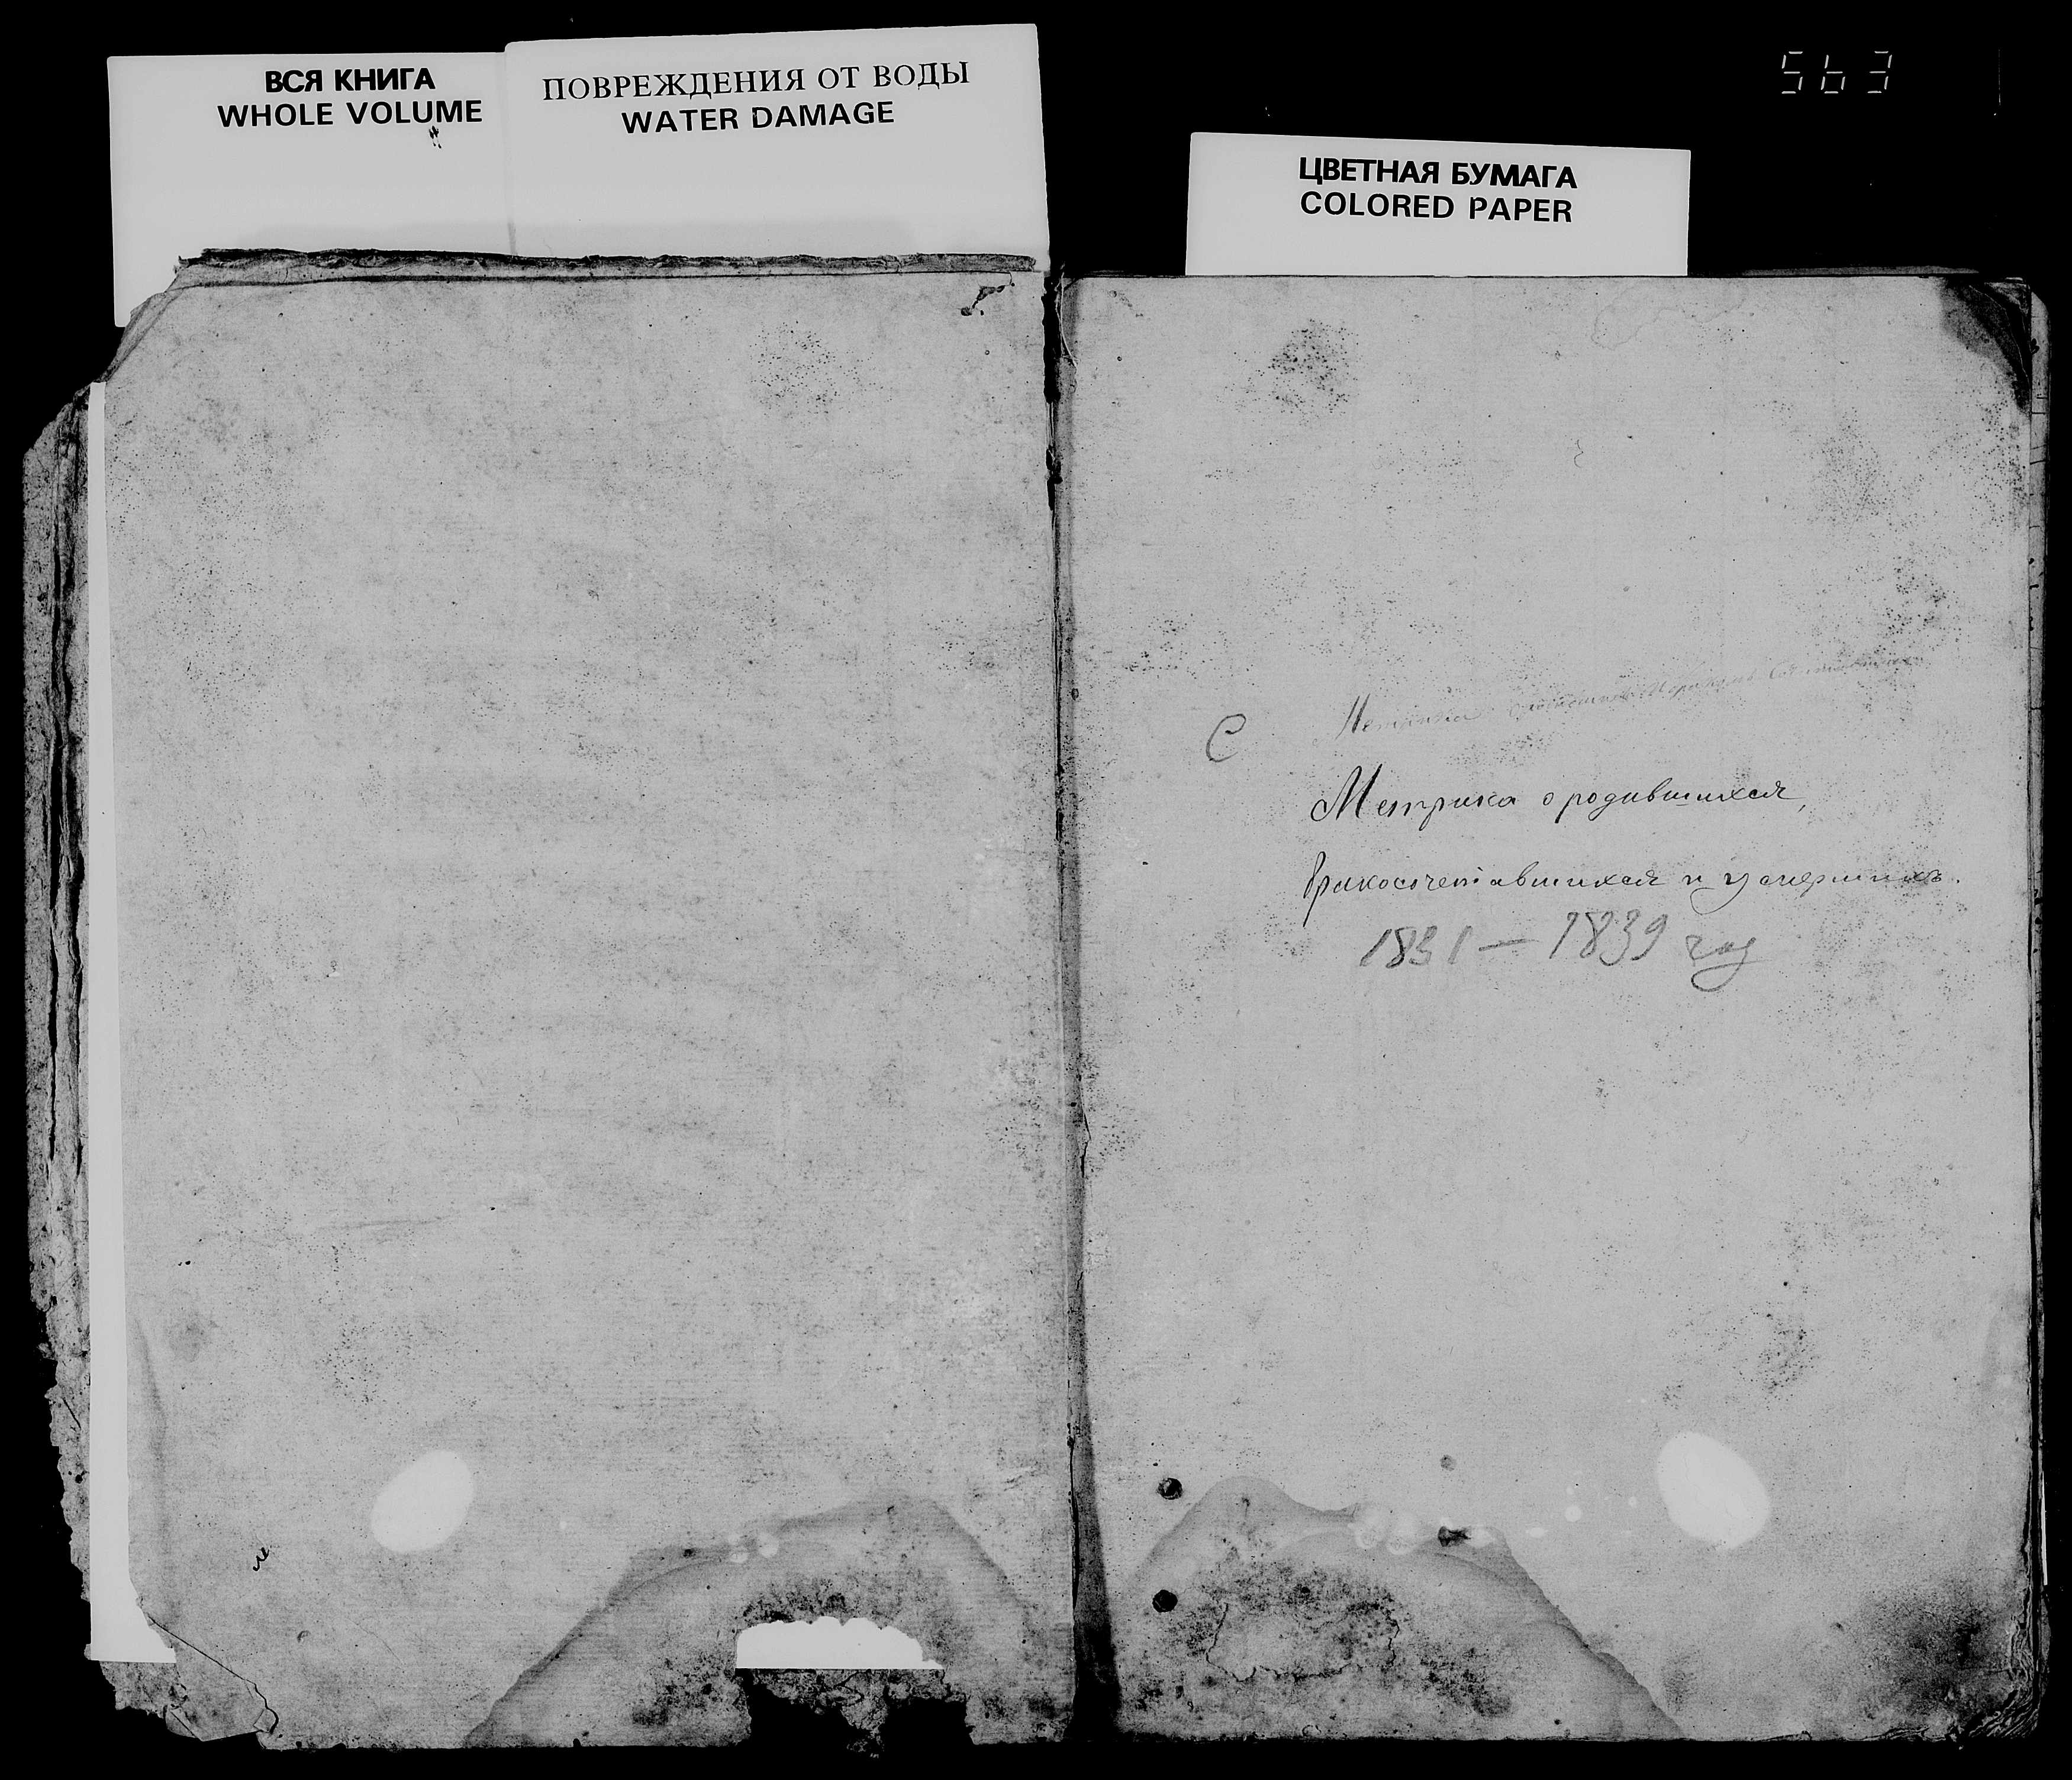 ВСЯ КНИГА
WHOLE VOLUME
ПОВРЕЖДЕНИЯ ОТ ВОДЫ
WATER DAMAGE
563
ЦВЕТНАЯ БУМАГА
COLORED PAPER
С
Метрика о родившихся,
бракосочетавшихся и умершихъ.
1831 — 1839 год